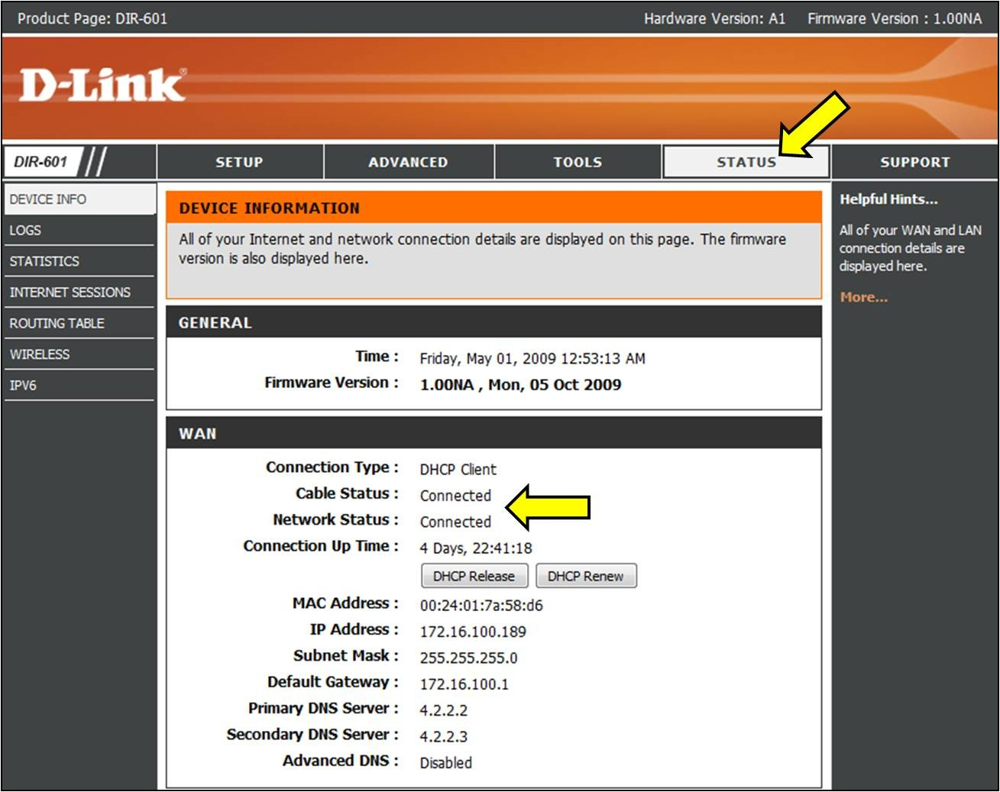 Product Page: DIR-601
Hardware Version: A1
Firmware Version : 1.00NA
D-Link®
DIR-601
SETUP
ADVANCED
TOOLS
STATUS
SUPPORT
DEVICE INFO
LOGS
STATISTICS
INTERNET SESSIONS
ROUTING TABLE
WIRELESS
IPV6
DEVICE INFORMATION
All of your Internet and network connection details are displayed on this page. The firmware
version is also displayed here.
GENERAL
Time : Friday, May 01, 2009 12:53:13 AM
Firmware Version : 1.00NA , Mon, 05 Oct 2009
WAN
Connection Type : DHCP Client
Cable Status : Connected
Network Status : Connected
Connection Up Time : 4 Days, 22:41:18
DHCP Release DHCP Renew
MAC Address : 00:24:01:7a:58:d6
IP Address : 172.16.100.189
Subnet Mask : 255.255.255.0
Default Gateway : 172.16.100.1
Primary DNS Server : 4.2.2.2
Secondary DNS Server : 4.2.2.3
Advanced DNS : Disabled
Helpful Hints...
All of your WAN and LAN
connection details are
displayed here.
More...